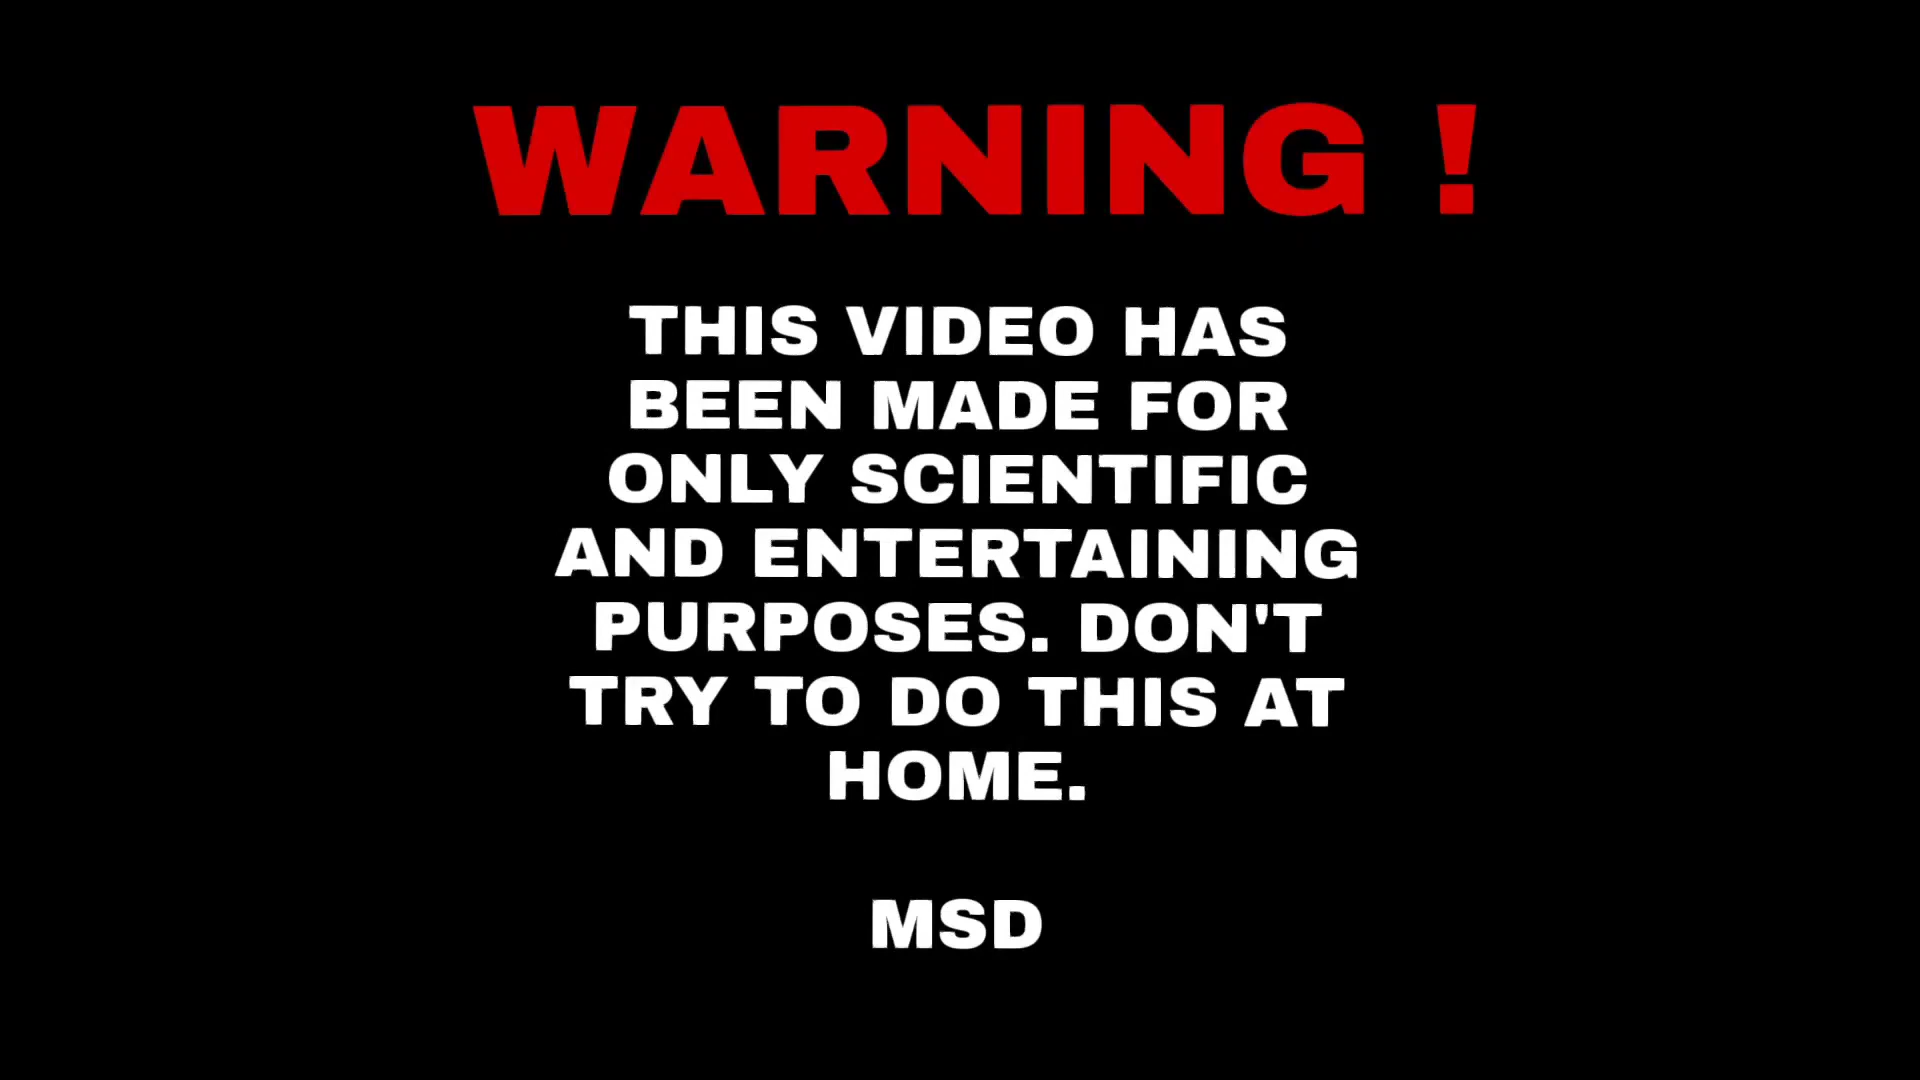 WARNING !
THIS VIDEO HAS
BEEN MADE FOR
ONLY SCIENTIFIC
AND ENTERTAINING
PURPOSES. DON'T
TRY TO DO THIS AT
HOME.
MSD